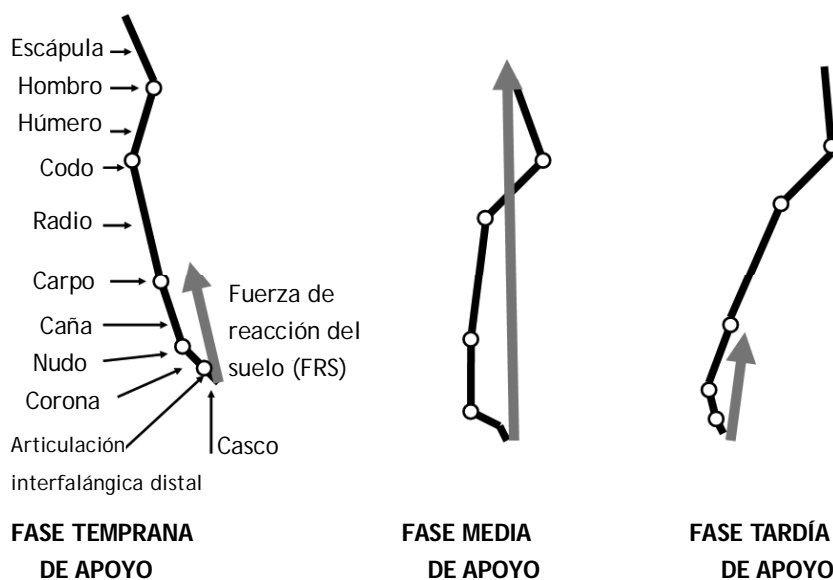 Escápula
Hombro
Húmero
Codo
Radio
Carpo
Caña
Nudo
Corona
Articulación
interfalángica distal
Casco
Fuerza de
reacción del
suelo (FRS)
FASE TEMPRANA
DE APOYO
FASE MEDIA
DE APOYO
FASE TARDÍA
DE APOYO